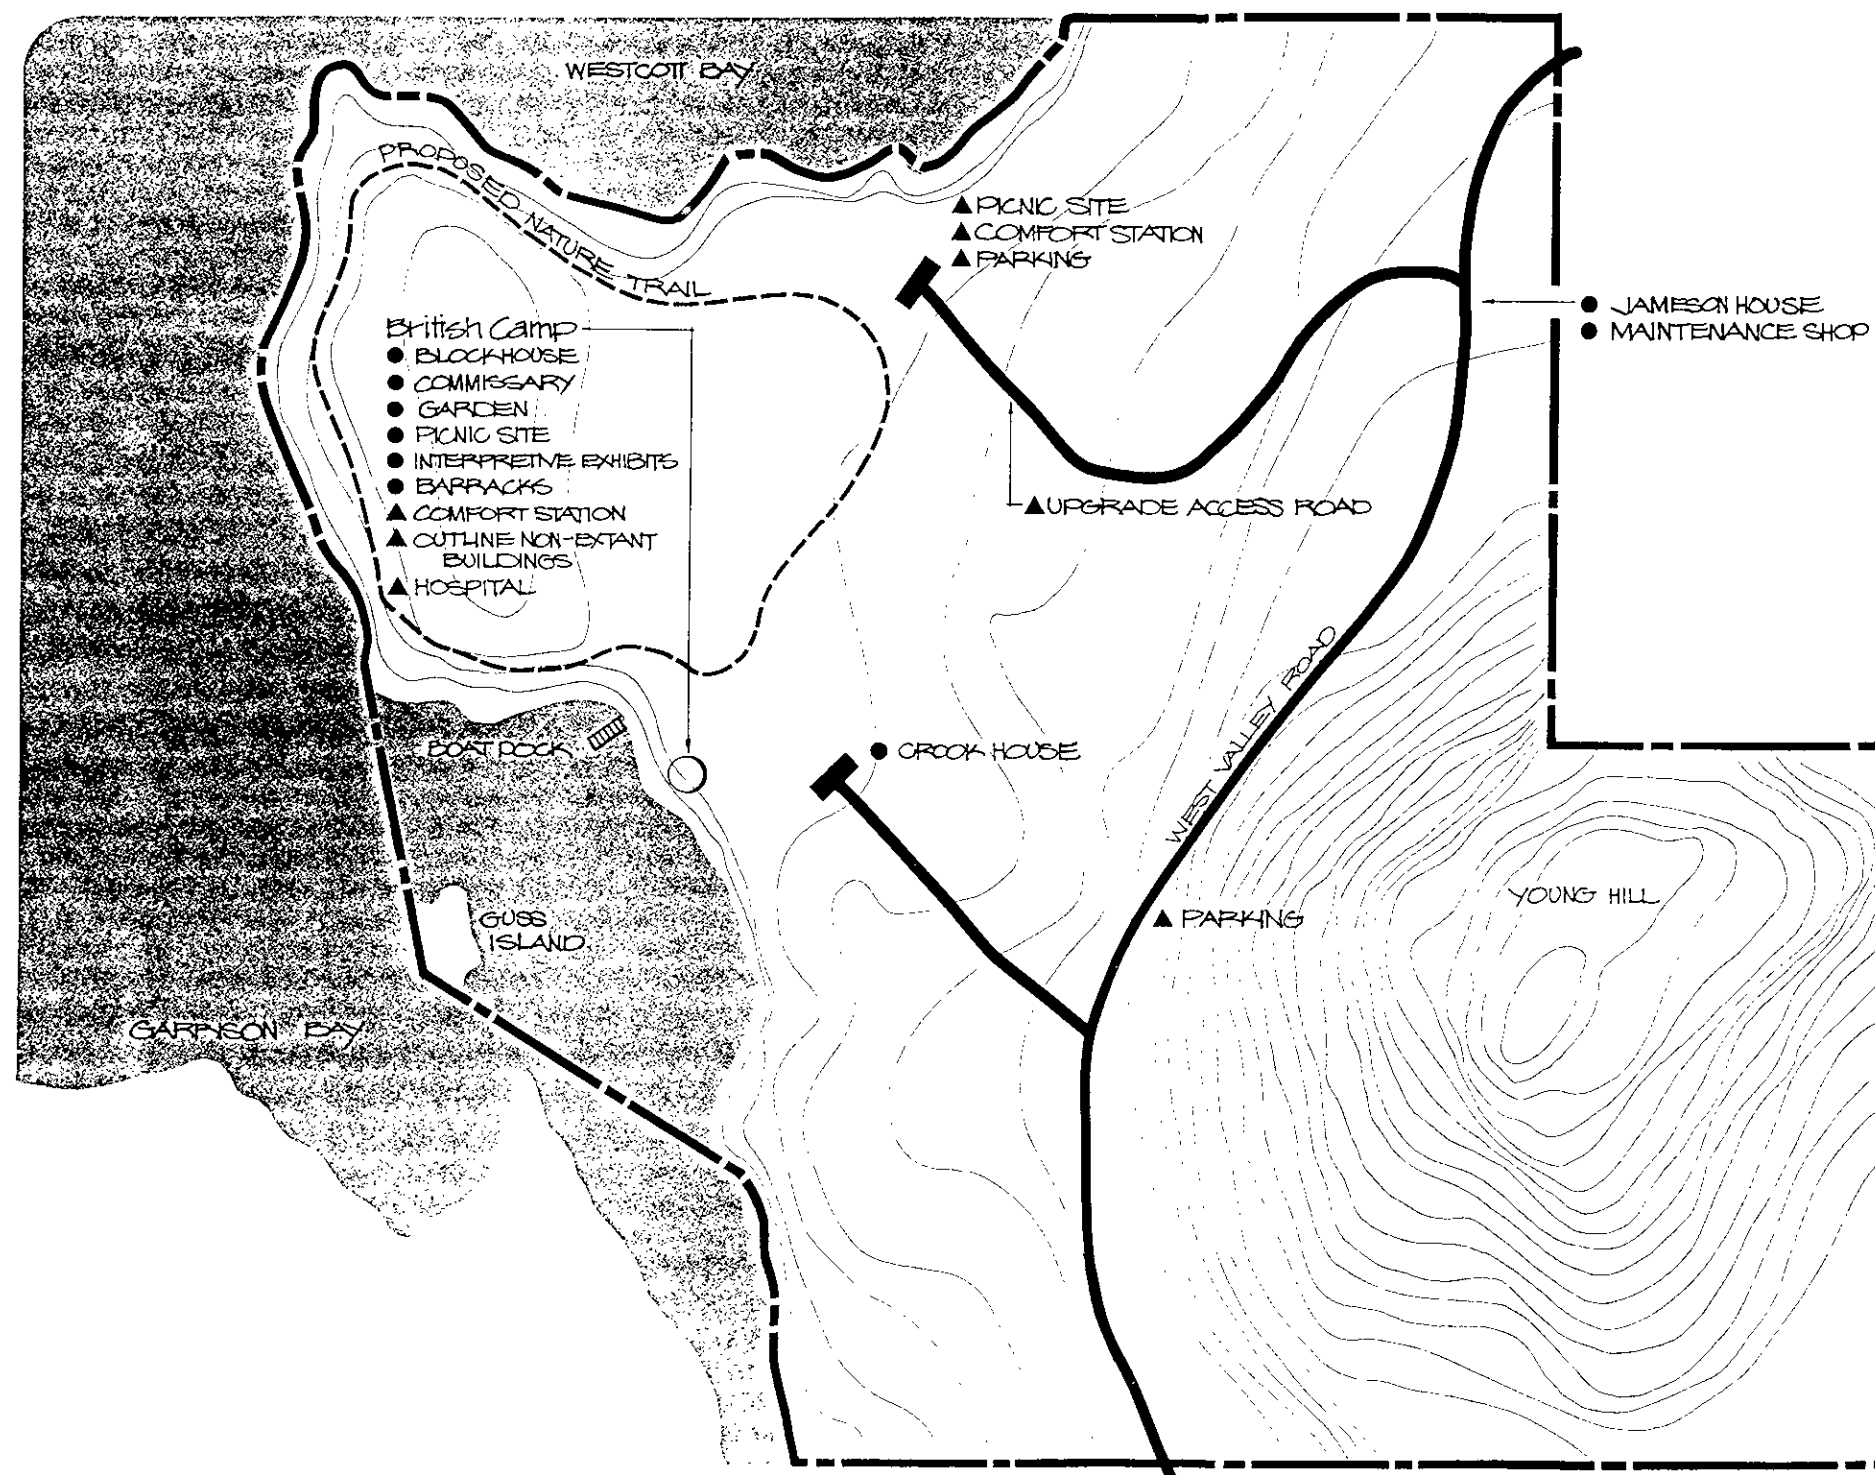 WESTCOTT BAY
PROPOSED NATURE TRAIL
▲ PICNIC SITE
▲ COMFORT STATION
▲ PARKING
● JAMESON HOUSE
● MAINTENANCE SHOP
British Camp
● BLOCKHOUSE
● COMMISSARY
● GARDEN
● PICNIC SITE
● INTERPRETIVE EXHIBITS
● BARRACKS
▲ COMFORT STATION
▲ OUTLINE NON-EXTANT
BUILDINGS
▲ HOSPITAL
▲ UPGRADE ACCESS ROAD
WEST VALLEY ROAD
BOAT DOCK
● CROOK HOUSE
YOUNG HILL
▲ PARKING
GUSS
ISLAND
GARRISON BAY